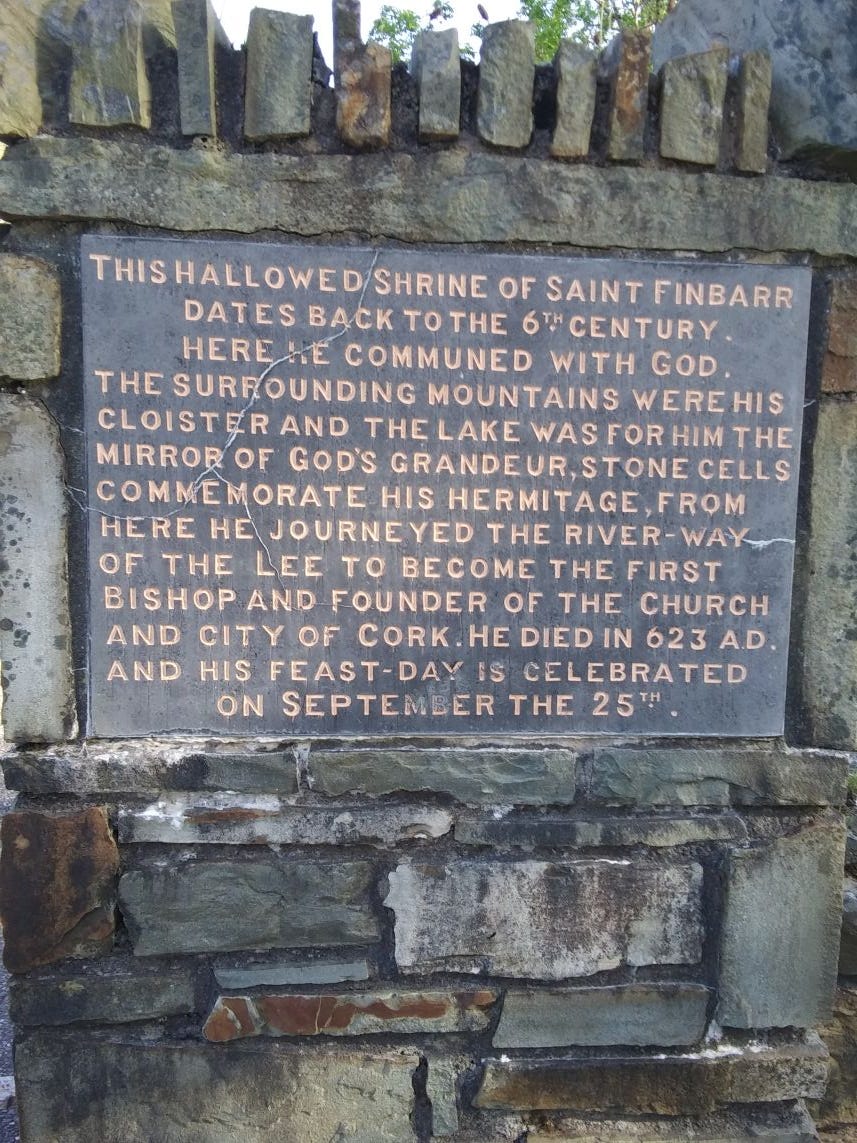 THIS HALLOWED SHRINE OF SAINT FINBARR
DATES BACK TO THE 6TH CENTURY.
HERE HE COMMUNED WITH GOD.
THE SURROUNDING MOUNTAINS WERE HIS
CLOISTER AND THE LAKE WAS FOR HIM THE
MIRROR OF GOD'S GRANDEUR, STONE CELLS
COMMEMORATE HIS HERMITAGE, FROM
HERE HE JOURNEYED THE RIVER-WAY
OF THE LEE TO BECOME THE FIRST
BISHOP AND FOUNDER OF THE CHURCH
AND CITY OF CORK. HE DIED IN 623 A.D.
AND HIS FEAST-DAY IS CELEBRATED
ON SEPTEMBER THE 25TH.